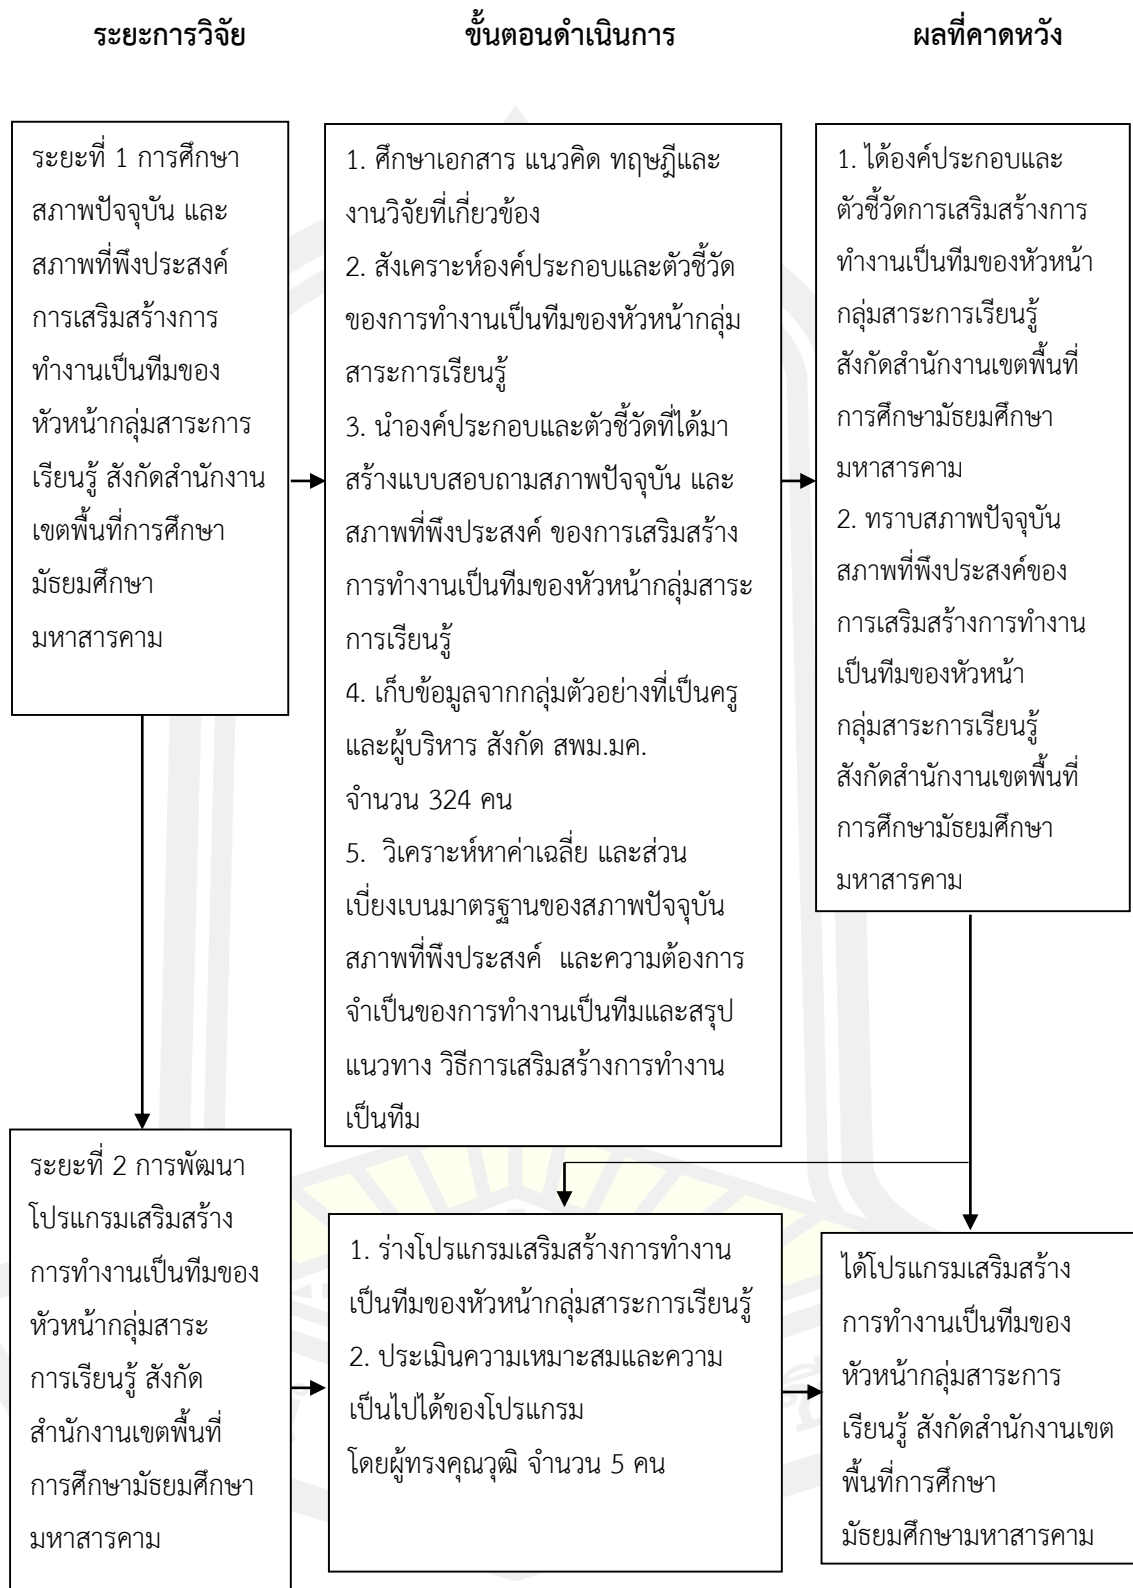 ระยะการวิจัย
ขั้นตอนดำเนินการ
ผลที่คาดหวัง
ระยะที่ 1 การศึกษา
สภาพปัจจุบัน และ
สภาพที่พึงประสงค์
การเสริมสร้างการ
ทำงานเป็นทีมของ
หัวหน้ากลุ่มสาระการ
เรียนรู้ สังกัดสำนักงาน
เขตพื้นที่การศึกษา
มัธยมศึกษา
มหาสารคาม
1. ศึกษาเอกสาร แนวคิด ทฤษฎีและ
งานวิจัยที่เกี่ยวข้อง
2. สังเคราะห์องค์ประกอบและตัวชี้วัด
ของการทำงานเป็นทีมของหัวหน้ากลุ่ม
สาระการเรียนรู้
3. นำองค์ประกอบและตัวชี้วัดที่ได้มา
สร้างแบบสอบถามสภาพปัจจุบัน และ
สภาพที่พึงประสงค์ ของการเสริมสร้าง
การทำงานเป็นทีมของหัวหน้ากลุ่มสาระ
การเรียนรู้
4. เก็บข้อมูลจากกลุ่มตัวอย่างที่เป็นครู
และผู้บริหาร สังกัด สพม.มค.
จำนวน 324 คน
5. วิเคราะห์หาค่าเฉลี่ย และส่วน
เบี่ยงเบนมาตรฐานของสภาพปัจจุบัน
สภาพที่พึงประสงค์ และความต้องการ
จำเป็นของการทำงานเป็นทีมและสรุป
แนวทาง วิธีการเสริมสร้างการทำงาน
เป็นทีม
1. ได้องค์ประกอบและ
ตัวชี้วัดการเสริมสร้างการ
ทำงานเป็นทีมของหัวหน้า
กลุ่มสาระการเรียนรู้
สังกัดสำนักงานเขตพื้นที่
การศึกษามัธยมศึกษา
มหาสารคาม
2. ทราบสภาพปัจจุบัน
สภาพที่พึงประสงค์ของ
การเสริมสร้างการทำงาน
เป็นทีมของหัวหน้า
กลุ่มสาระการเรียนรู้
สังกัดสำนักงานเขตพื้นที่
การศึกษามัธยมศึกษา
มหาสารคาม
ระยะที่ 2 การพัฒนา
โปรแกรมเสริมสร้าง
การทำงานเป็นทีมของ
หัวหน้ากลุ่มสาระ
การเรียนรู้ สังกัด
สำนักงานเขตพื้นที่
การศึกษามัธยมศึกษา
มหาสารคาม
1. ร่างโปรแกรมเสริมสร้างการทำงาน
เป็นทีมของหัวหน้ากลุ่มสาระการเรียนรู้
2. ประเมินความเหมาะสมและความ
เป็นไปได้ของโปรแกรม
โดยผู้ทรงคุณวุฒิ จำนวน 5 คน
ได้โปรแกรมเสริมสร้าง
การทำงานเป็นทีมของ
หัวหน้ากลุ่มสาระการ
เรียนรู้ สังกัดสำนักงานเขต
พื้นที่การศึกษา
มัธยมศึกษามหาสารคาม